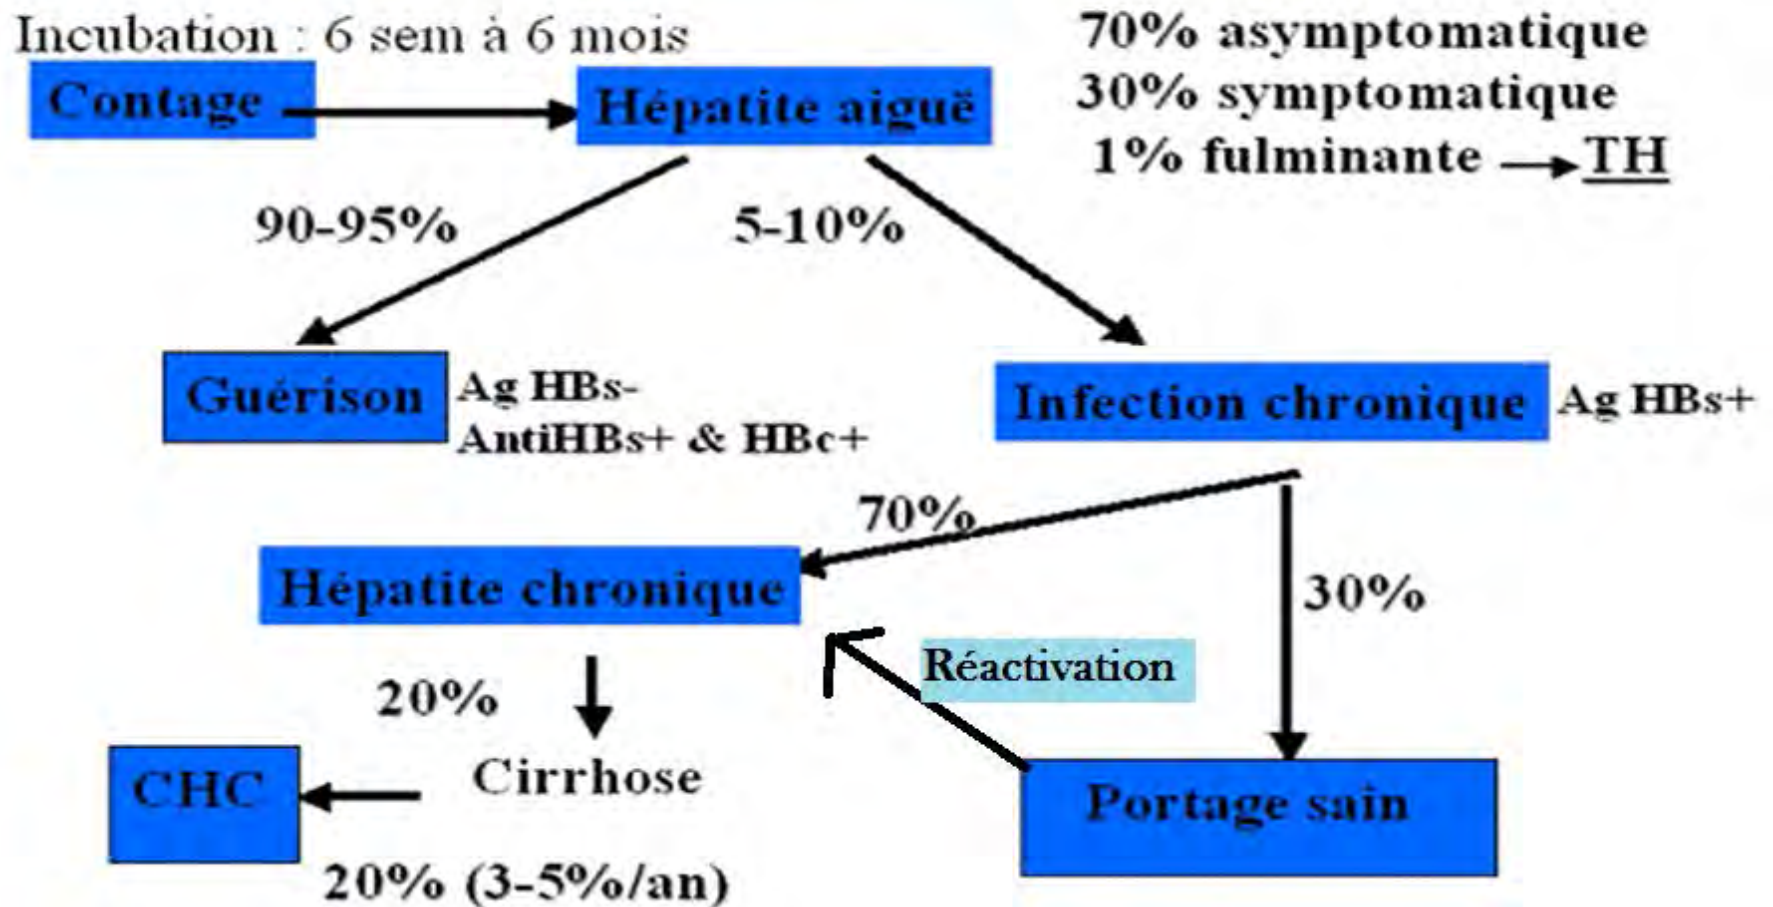 Incubation : 6 sem à 6 mois
70% asymptomatique
Contage
Hépatite aiguë
30% symptomatique
1% fulminante
TH
90-95%
5-10%
Guérison
Ag HBs-
AntiHBs+ & HBc+
Infection chronique
Ag HBs+
70%
Hépatite chronique
30%
Réactivation
20%
Cirrhose
CHC
Portage sain
20% (3-5%/an)